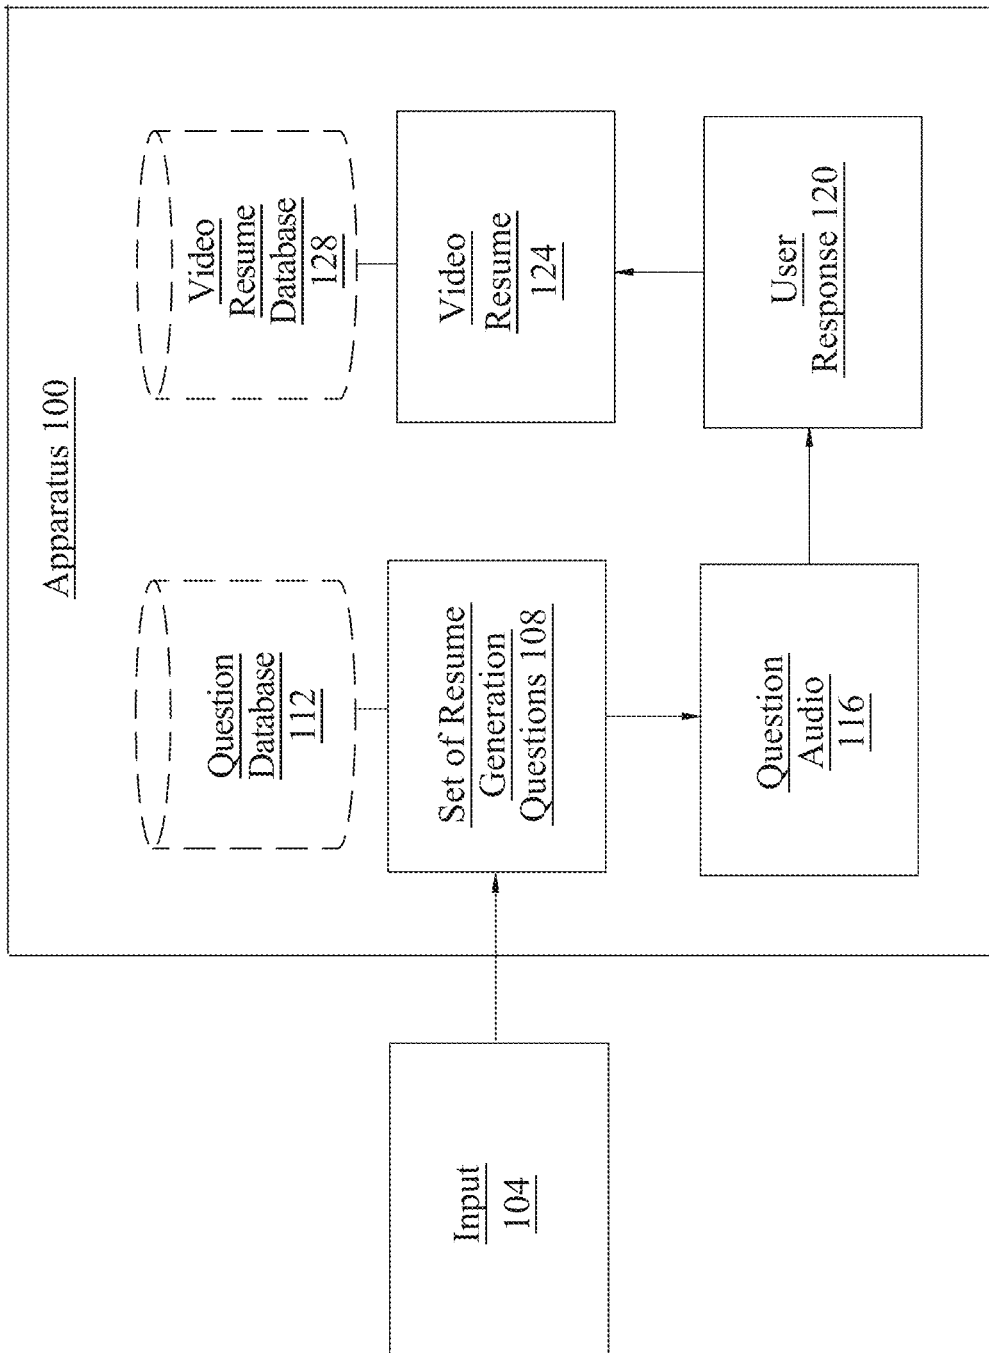 Apparatus 100
Question
Database
112
Video
Resume
Database
128
Input
104
Set of Resume
Generation
Questions 108
Video
Resume
124
Question
Audio
116
User
Response 120